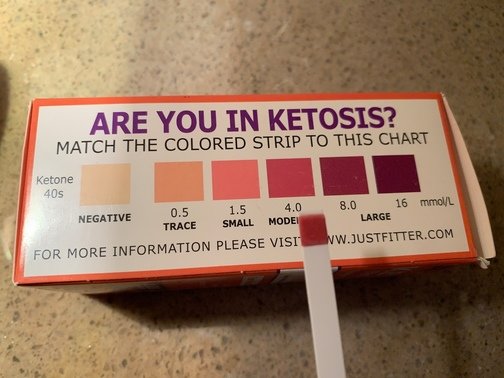 ARE YOU IN KETOSIS?
MATCH THE COLORED STRIP TO THIS CHART
Ketone
40s
0.5 1.5 4.0 8.0 16 mmol/L
NEGATIVE TRACE SMALL LARGE
FOR MORE INFORMATION PLEASE VISIT WWW.JUSTFITTER.COM